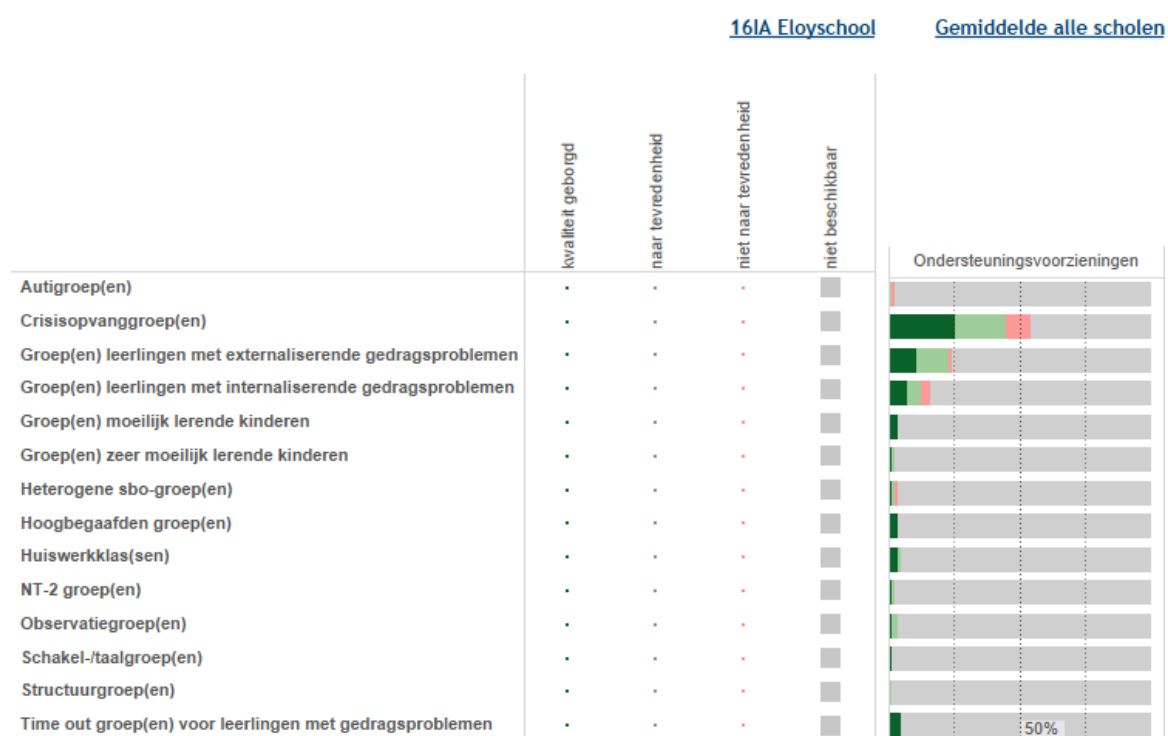 16IA Eloyschool
Gemiddelde alle scholen
kwaliteit geborgd
naar tevredenheid
niet naar tevredenheid
niet beschikbaar
Ondersteuningsvoorzieningen
Autigroep(en)
Crisisopvanggroep(en)
Groep(en) leerlingen met externaliserende gedragsproblemen
Groep(en) leerlingen met internaliserende gedragsproblemen
Groep(en) moeilijk lerende kinderen
Groep(en) zeer moeilijk lerende kinderen
Heterogene sbo-groep(en)
Hoogbegaafden groep(en)
Huiswerkklas(sen)
NT-2 groep(en)
Observatiegroep(en)
Schakel-/taalgroep(en)
Structuurgroep(en)
Time out groep(en) voor leerlingen met gedragsproblemen
50%